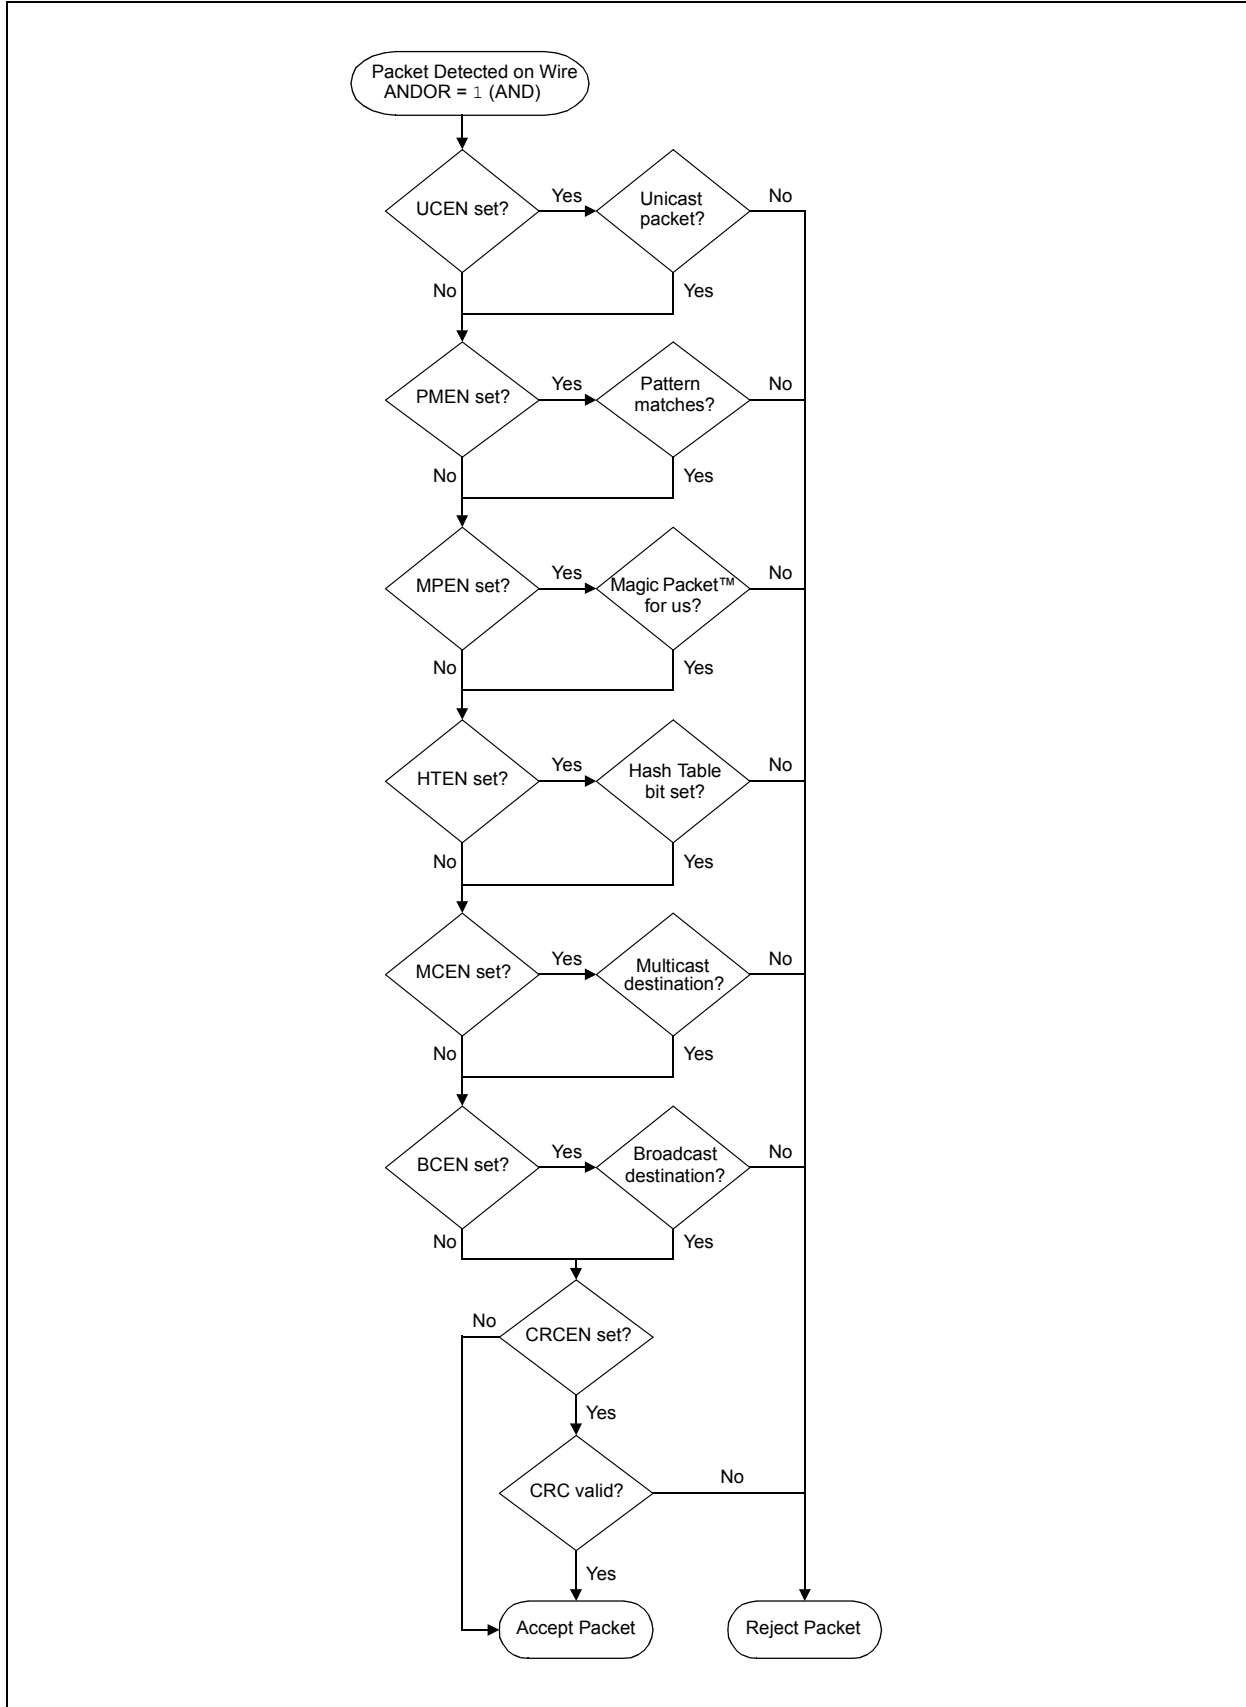 Packet Detected on Wire
ANDOR = 1 (AND)
UCEN set?
Yes
Unicast
packet?
No
No
Yes
PMEN set?
Yes
Pattern
matches?
No
No
Yes
MPEN set?
Yes
Magic Packet™
for us?
No
No
Yes
HTEN set?
Yes
Hash Table
bit set?
No
No
Yes
MCEN set?
Yes
Multicast
destination?
No
No
Yes
BCEN set?
Yes
Broadcast
destination?
No
No
Yes
No
CRCEN set?
Yes
CRC valid?
No
Yes
Accept Packet
Reject Packet